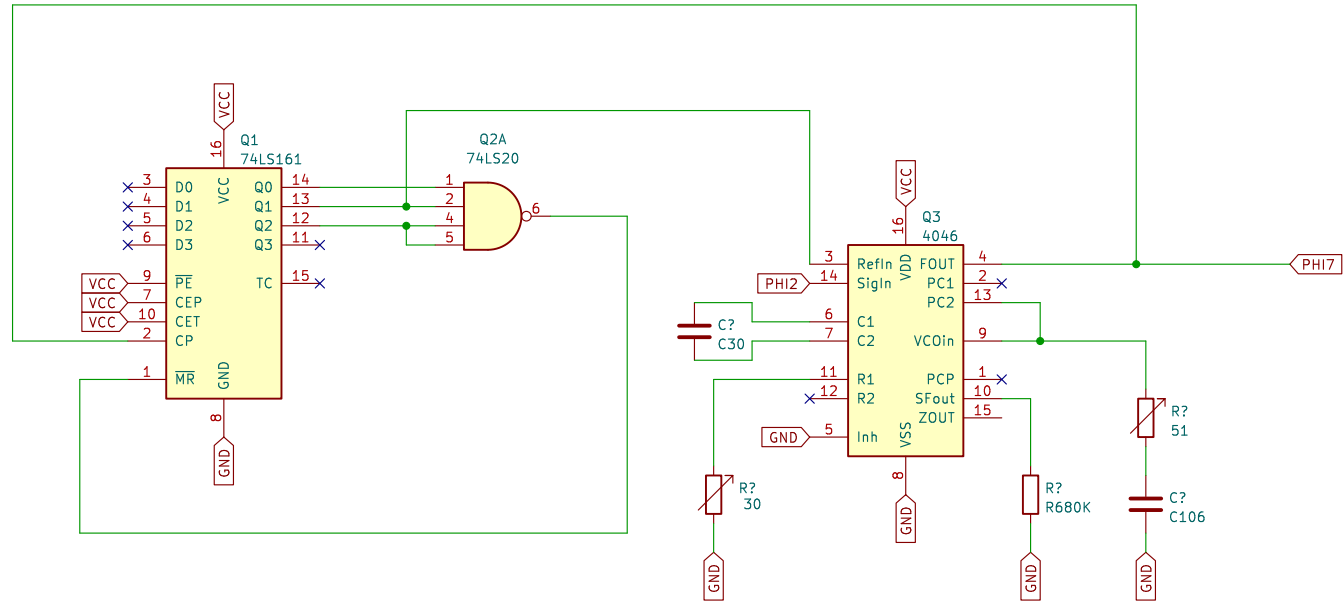 VCC
16
Q1
74LS161
VCC
3 D0
4 D1
5 D2
6 D3
9 PE
7 CEP
10 CET
2 CP
1 MR
Q0 14
Q1 13
Q2 12
Q3 11
TC 15
GND
8
GND
VCC
VCC
VCC
Q2A
74LS20
1
2
4
5
6
VCC
16
Q3
4046
VDD
3 RefIn
14 SigIn
6 C1
7 C2
11 R1
12 R2
5 Inh
FOUT 4
PC1 2
PC2 13
VCOin 9
PCP 1
SFout 10
ZOUT 15
VSS
8
GND
PHI2
PHI7
C?
C30
GND
R?
30
GND
R?
R680K
GND
R?
51
C?
C106
GND